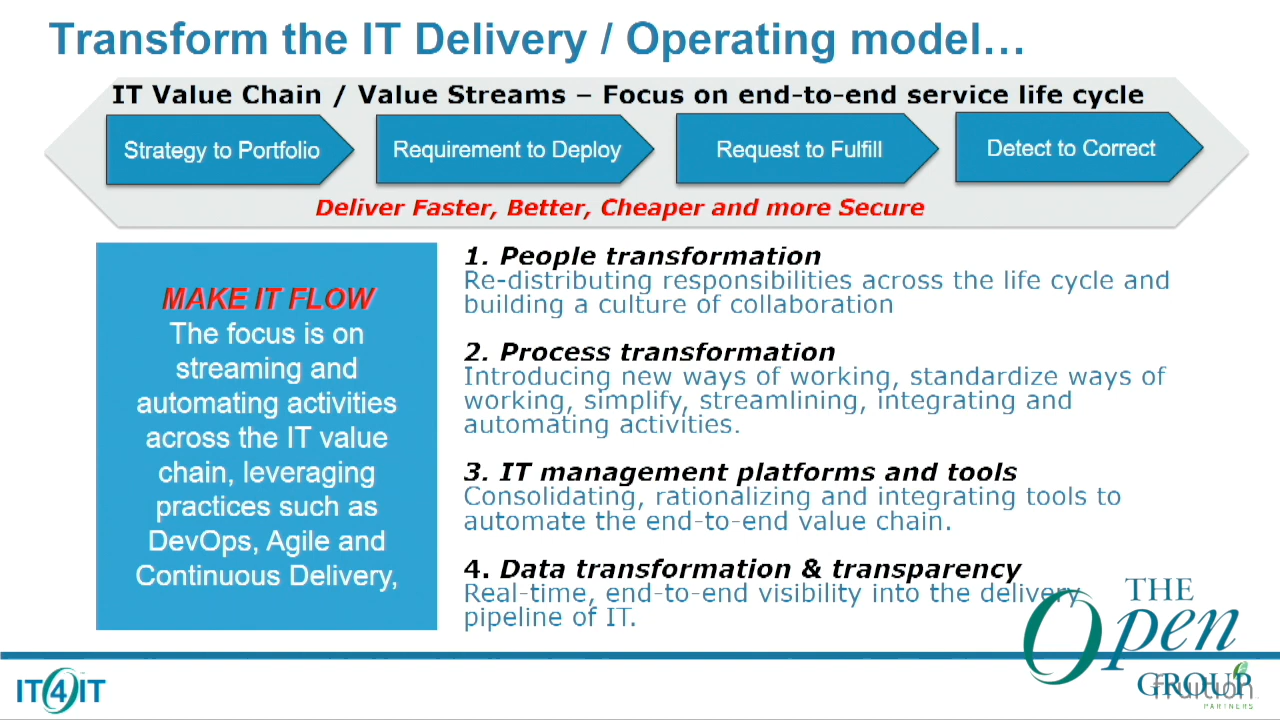 Transform the IT Delivery / Operating model…
IT Value Chain / Value Streams – Focus on end-to-end service life cycle
Strategy to Portfolio
Requirement to Deploy
Request to Fulfill
Detect to Correct
Deliver Faster, Better, Cheaper and more Secure
MAKE IT FLOW
The focus is on
streaming and
automating activities
across the IT value
chain, leveraging
practices such as
DevOps, Agile and
Continuous Delivery,
1. People transformation
Re-distributing responsibilities across the life cycle and
building a culture of collaboration
2. Process transformation
Introducing new ways of working, standardize ways of
working, simplify, streamlining, integrating and
automating activities.
3. IT management platforms and tools
Consolidating, rationalizing and integrating tools to
automate the end-to-end value chain.
4. Data transformation & transparency
Real-time, end-to-end visibility into the delivery
pipeline of IT.
THE
Open
GROUP
fruition
PARTNERS
IT4IT